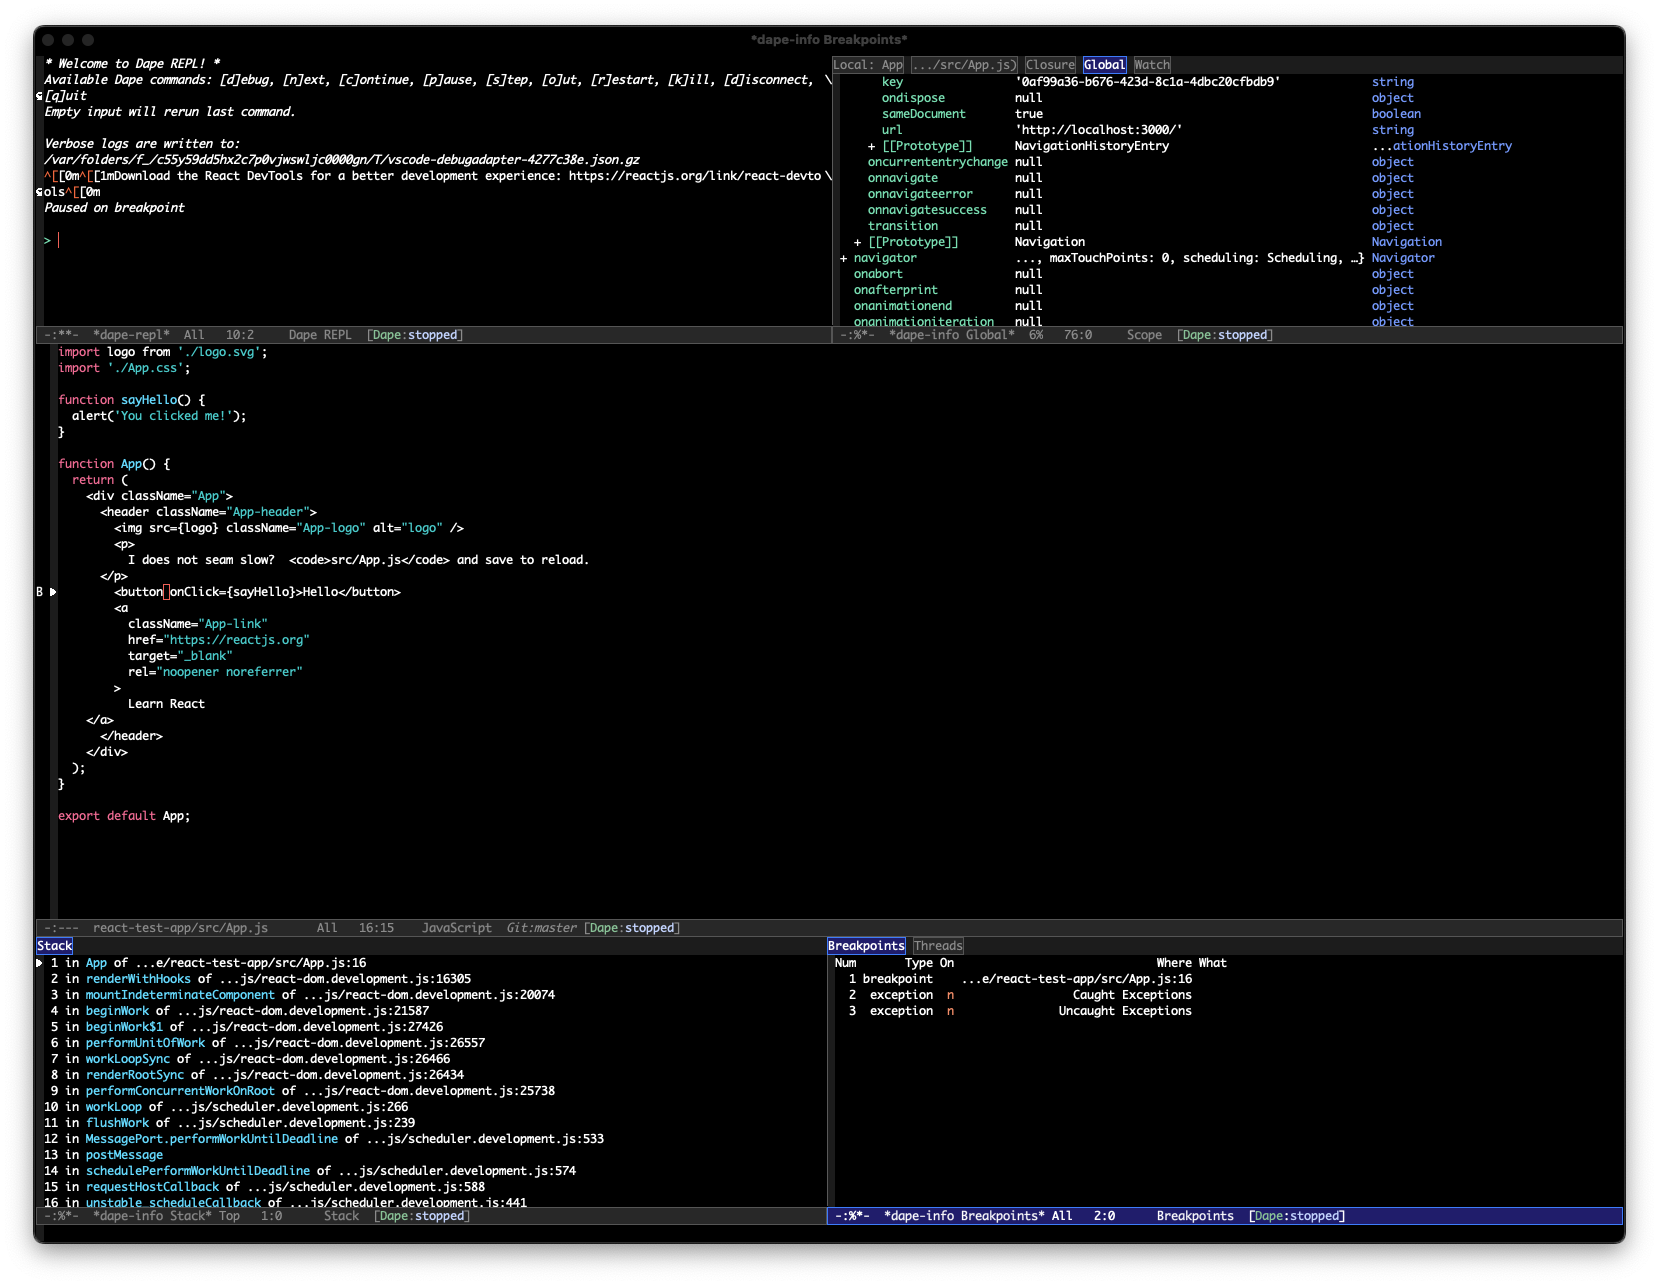 *dape-info Breakpoints*
* Welcome to Dape REPL! *
Available Dape commands: [d]ebug, [n]ext, [c]ontinue, [p]ause, [s]tep, [o]ut, [r]estart, [k]ill, [d]isconnect, \
[q]uit
Empty input will rerun last command.
Verbose logs are written to:
/var/folders/f_/c55y59dd5hx2c7p0vjwswljc0000gn/T/vscode-debugadapter-4277c38e.json.gz
^[[0m^[[1mDownload the React DevTools for a better development experience: https://reactjs.org/link/react-devto\
ols^[[0m
Paused on breakpoint
>
-:**-  *dape-repl*  All   10:2     Dape REPL  [Dape:stopped]
Local: App .../src/App.js) Closure Global Watch
key '0af99a36-b676-423d-8c1a-4dbc20cfbdb9' string
ondispose null object
sameDocument true boolean
url 'http://localhost:3000/' string
+ [[Prototype]] NavigationHistoryEntry ...ationHistoryEntry
oncurrententrychange null object
onnavigate null object
onnavigateerror null object
onnavigatesuccess null object
transition null object
+ [[Prototype]] Navigation Navigation
+ navigator ..., maxTouchPoints: 0, scheduling: Scheduling, …} Navigator
onabort null object
onafterprint null object
onanimationend null object
onanimationiteration null object
-:%*-  *dape-info Global*  6%   76:0     Scope  [Dape:stopped]
import logo from './logo.svg';
import './App.css';
function sayHello() {
alert('You clicked me!');
}
function App() {
return (
<div className="App">
<header className="App-header">
<img src={logo} className="App-logo" alt="logo" />
<p>
I does not seam slow?  <code>src/App.js</code> and save to reload.
</p>
B <button onClick={sayHello}>Hello</button>
<a
className="App-link"
href="https://reactjs.org"
target="_blank"
rel="noopener noreferrer"
>
Learn React
</a>
</header>
</div>
);
}
export default App;
-:---  react-test-app/src/App.js       All   16:15    JavaScript  Git:master [Dape:stopped]
Stack
1 in App of ...e/react-test-app/src/App.js:16
2 in renderWithHooks of ...js/react-dom.development.js:16305
3 in mountIndeterminateComponent of ...js/react-dom.development.js:20074
4 in beginWork of ...js/react-dom.development.js:21587
5 in beginWork$1 of ...js/react-dom.development.js:27426
6 in performUnitOfWork of ...js/react-dom.development.js:26557
7 in workLoopSync of ...js/react-dom.development.js:26466
8 in renderRootSync of ...js/react-dom.development.js:26434
9 in performConcurrentWorkOnRoot of ...js/react-dom.development.js:25738
10 in workLoop of ...js/scheduler.development.js:266
11 in flushWork of ...js/scheduler.development.js:239
12 in MessagePort.performWorkUntilDeadline of ...js/scheduler.development.js:533
13 in postMessage
14 in schedulePerformWorkUntilDeadline of ...js/scheduler.development.js:574
15 in requestHostCallback of ...js/scheduler.development.js:588
16 in unstable_scheduleCallback of ...js/scheduler.development.js:441
-:%*-  *dape-info Stack* Top   1:0      Stack  [Dape:stopped]
Breakpoints Threads
Num Type On Where What
1 breakpoint ...e/react-test-app/src/App.js:16
2 exception n Caught Exceptions
3 exception n Uncaught Exceptions
-:%*-  *dape-info Breakpoints* All   2:0      Breakpoints  [Dape:stopped]